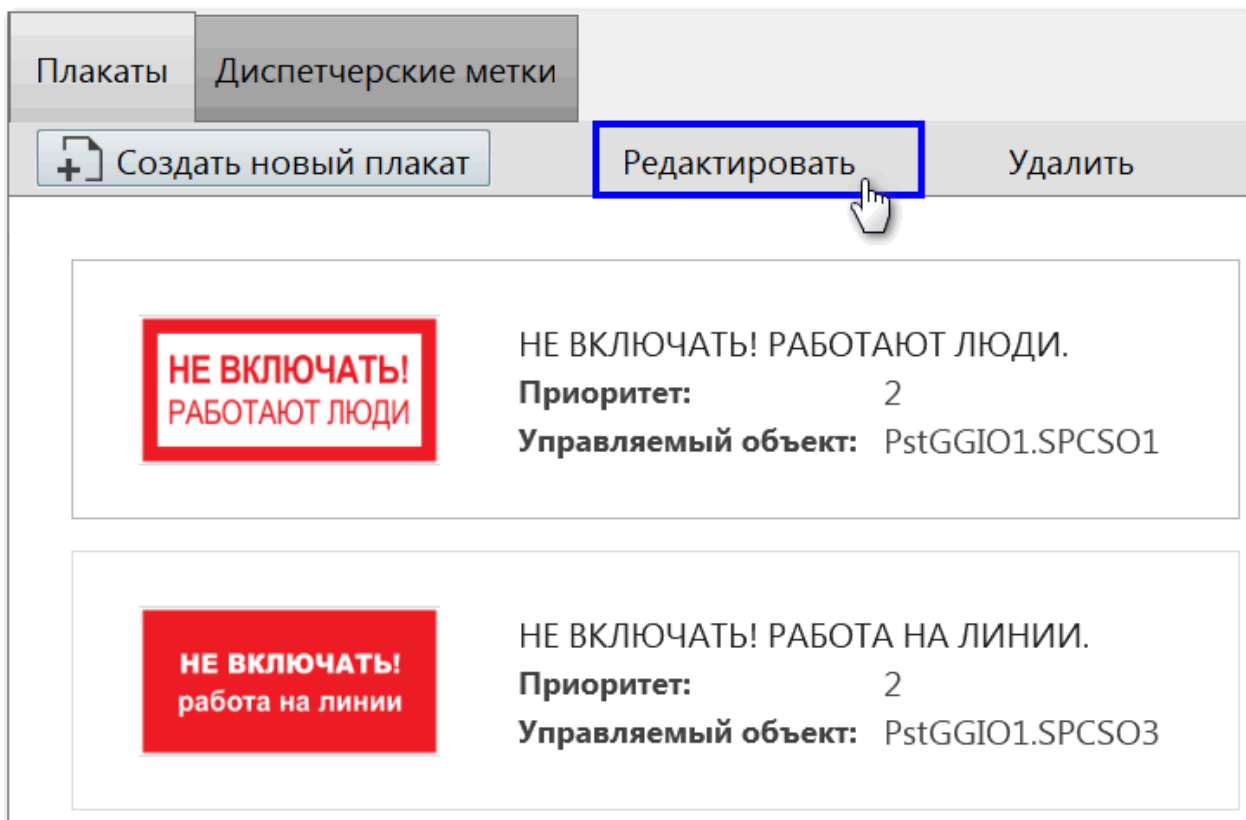 Плакаты Диспетчерские метки
Создать новый плакат Редактировать Удалить
НЕ ВКЛЮЧАТЬ!
РАБОТАЮТ ЛЮДИ
НЕ ВКЛЮЧАТЬ! РАБОТАЮТ ЛЮДИ.
Приоритет: 2
Управляемый объект: PstGGIO1.SPCSO1
НЕ ВКЛЮЧАТЬ!
работа на линии
НЕ ВКЛЮЧАТЬ! РАБОТА НА ЛИНИИ.
Приоритет: 2
Управляемый объект: PstGGIO1.SPCSO3